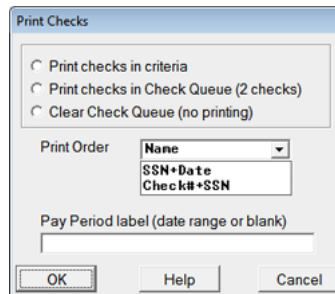 Print Checks
Print checks in criteria
Print checks in Check Queue (2 checks)
Clear Check Queue (no printing)
Print Order
Name
SSN+Date
Check#+SSN
Pay Period label (date range or blank)
OK Help Cancel